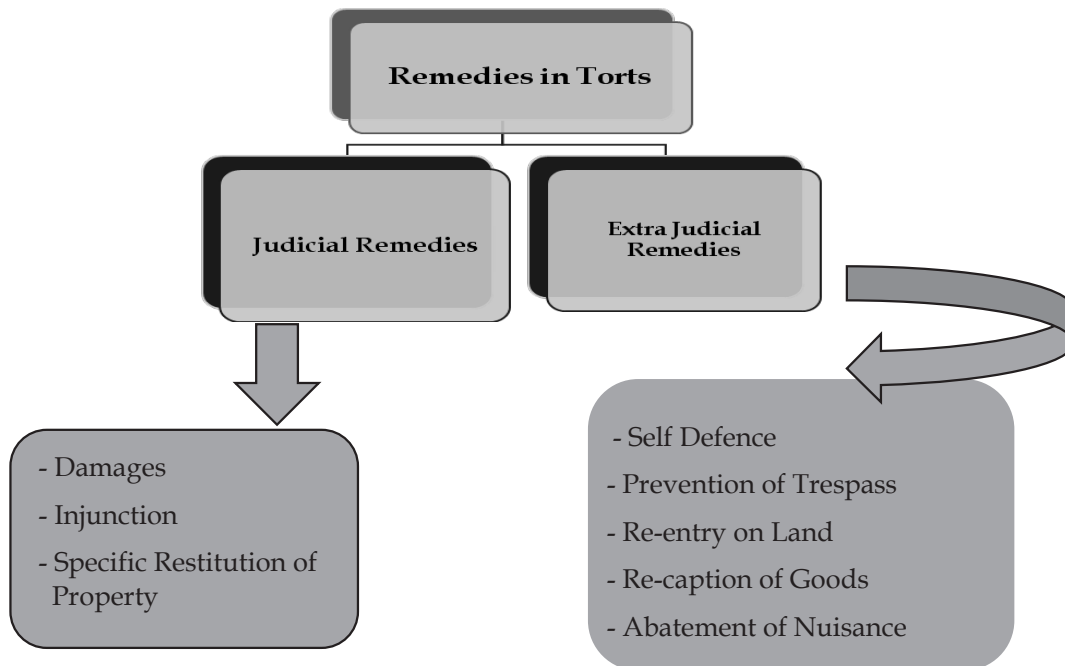 Remedies in Torts
Judicial Remedies
Extra Judicial
Remedies
- Damages
- Injunction
- Specific Restitution of
Property
- Self Defence
- Prevention of Trespass
- Re-entry on Land
- Re-caption of Goods
- Abatement of Nuisance